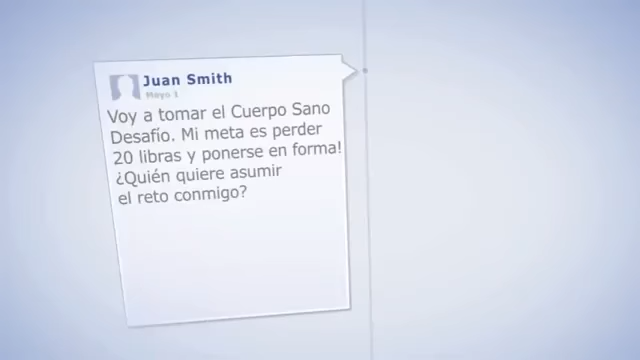 Juan Smith
Mayo 1
Voy a tomar el Cuerpo Sano
Desafío. Mi meta es perder
20 libras y ponerse en forma!
¿Quién quiere asumir
el reto conmigo?